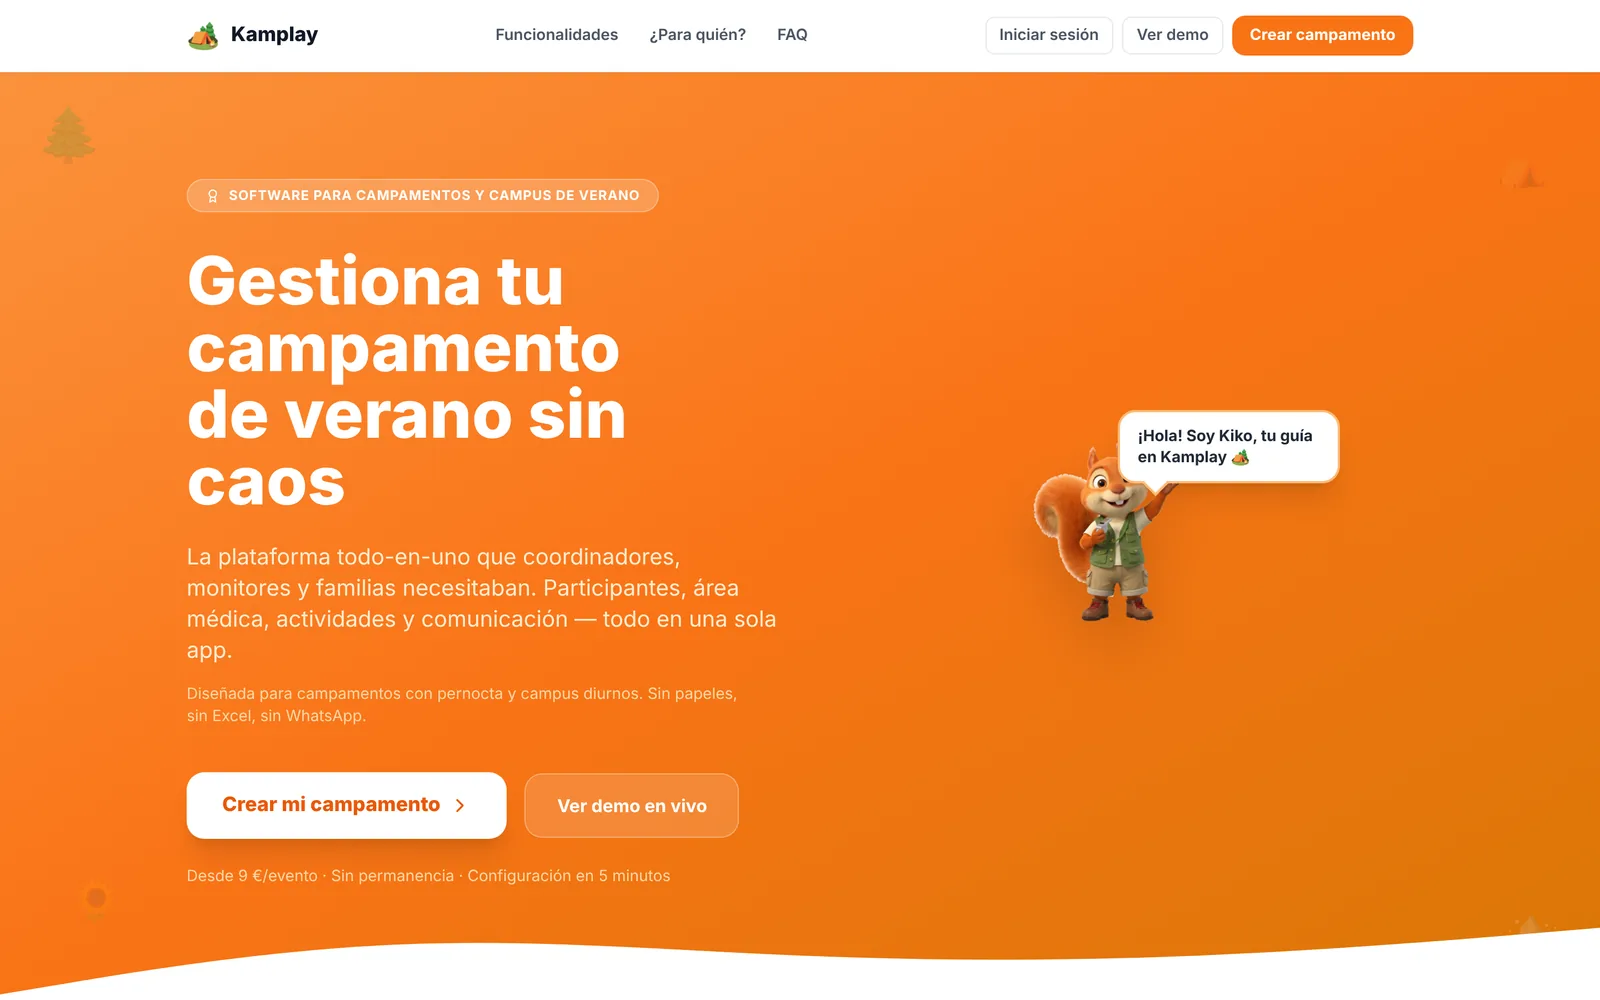 Kamplay
Funcionalidades
¿Para quién?
FAQ
Iniciar sesión
Ver demo
Crear campamento
SOFTWARE PARA CAMPAMENTOS Y CAMPUS DE VERANO
Gestiona tu
campamento
de verano sin
caos
La plataforma todo-en-uno que coordinadores,
monitores y familias necesitaban. Participantes, área
médica, actividades y comunicación — todo en una sola
app.
Diseñada para campamentos con pernocta y campus diurnos. Sin papeles,
sin Excel, sin WhatsApp.
Crear mi campamento
Ver demo en vivo
Desde 9 €/evento · Sin permanencia · Configuración en 5 minutos
¡Hola! Soy Kiko, tu guía
en Kamplay 🏕️